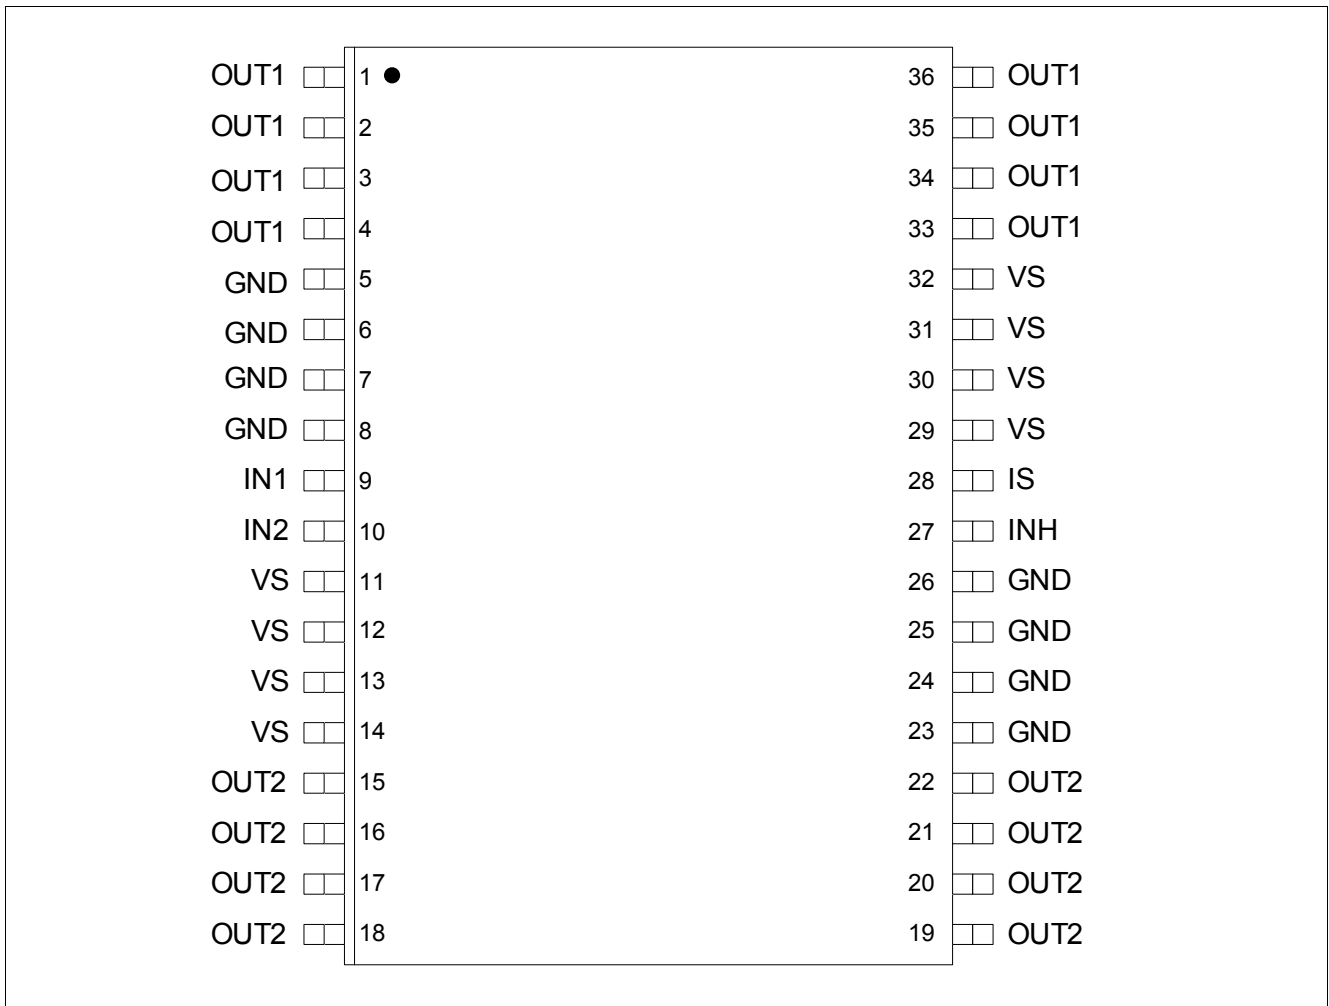 OUT1 1 36 OUT1
OUT1 2 35 OUT1
OUT1 3 34 OUT1
OUT1 4 33 OUT1
GND 5 32 VS
GND 6 31 VS
GND 7 30 VS
GND 8 29 VS
IN1 9 28 IS
IN2 10 27 INH
VS 11 26 GND
VS 12 25 GND
VS 13 24 GND
VS 14 23 GND
OUT2 15 22 OUT2
OUT2 16 21 OUT2
OUT2 17 20 OUT2
OUT2 18 19 OUT2